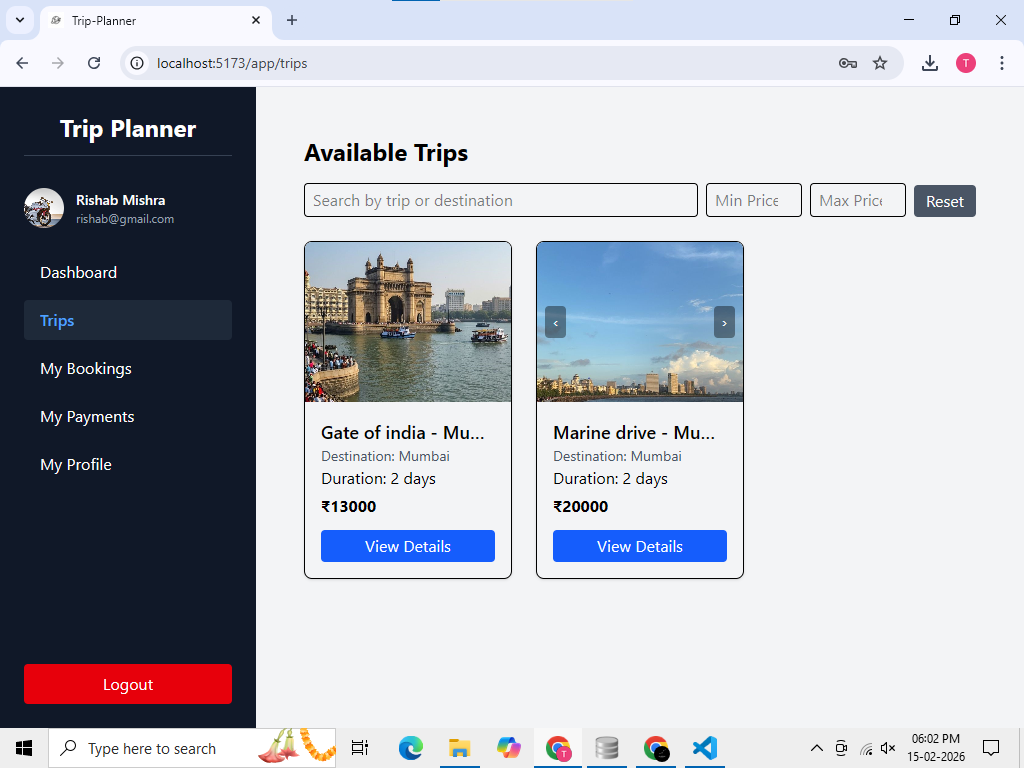 Trip-Planner
localhost:5173/app/trips
T
Trip Planner
Rishab Mishra
rishab@gmail.com
Dashboard
Trips
My Bookings
My Payments
My Profile
Logout
Available Trips
Search by trip or destination
Min Price
Max Pric
Reset
‹ ›
Gate of india - Mu...
Destination: Mumbai
Duration: 2 days
₹13000
View Details
Marine drive - Mu...
Destination: Mumbai
Duration: 2 days
₹20000
View Details
Type here to search
T
06:02 PM
15-02-2026